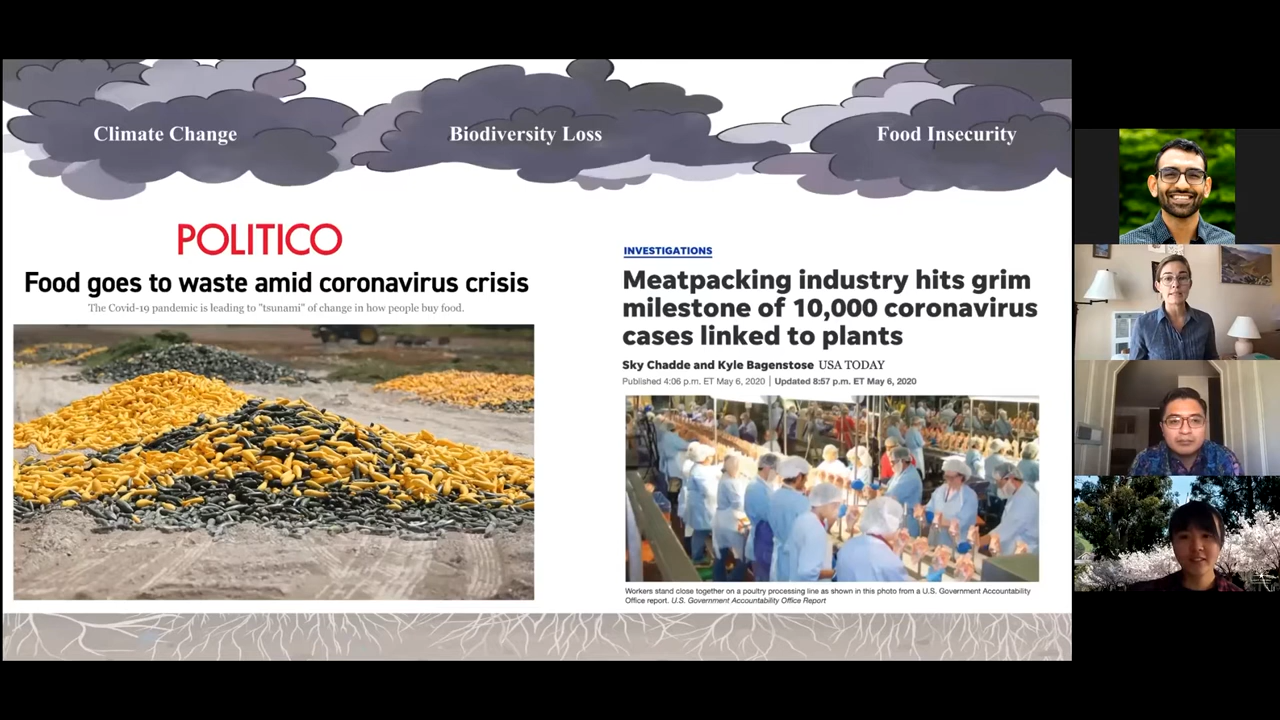 Climate Change
Biodiversity Loss
Food Insecurity
POLITICO
Food goes to waste amid coronavirus crisis
The Covid-19 pandemic is leading to "tsunami" of change in how people buy food.
INVESTIGATIONS
Meatpacking industry hits grim
milestone of 10,000 coronavirus
cases linked to plants
Sky Chadde and Kyle Bagenstose USA TODAY
Published 4:06 p.m. ET May 6, 2020 | Updated 8:57 p.m. ET May 6, 2020
Workers stand close together on a poultry processing line as shown in this photo from a U.S. Government Accountability
Office report. U.S. Government Accountability Office Report